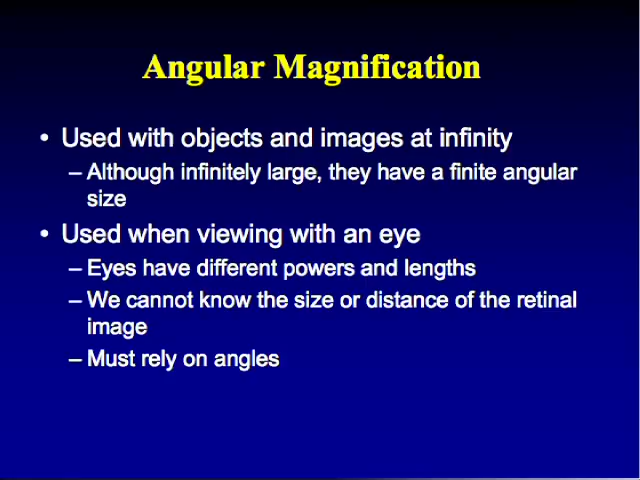 Angular Magnification
• Used with objects and images at infinity
– Although infinitely large, they have a finite angular
size
• Used when viewing with an eye
– Eyes have different powers and lengths
– We cannot know the size or distance of the retinal
image
– Must rely on angles